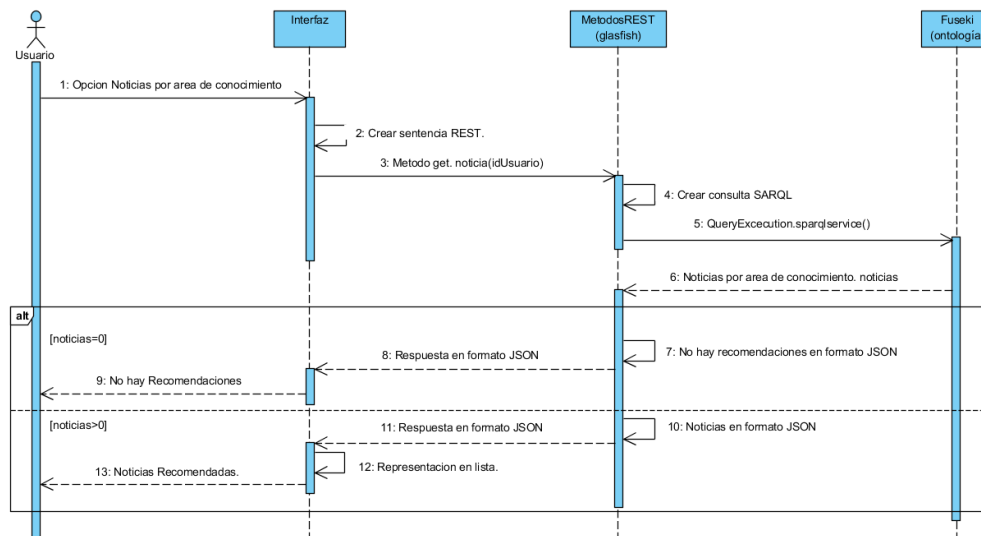 Interfaz
MetodosREST
(glasfish)
Fuseki
(ontología)
Usuario
1: Opcion Noticias por area de conocimiento
2: Crear sentencia REST.
3: Metodo get. noticia(idUsuario)
4: Crear consulta SARQL
5: QueryExcecution.sparqlservice()
6: Noticias por area de conocimiento. noticias
alt
[noticias=0]
7: No hay recomendaciones en formato JSON
8: Respuesta en formato JSON
9: No hay Recomendaciones
[noticias>0]
10: Noticias en formato JSON
11: Respuesta en formato JSON
12: Representacion en lista.
13: Noticias Recomendadas.